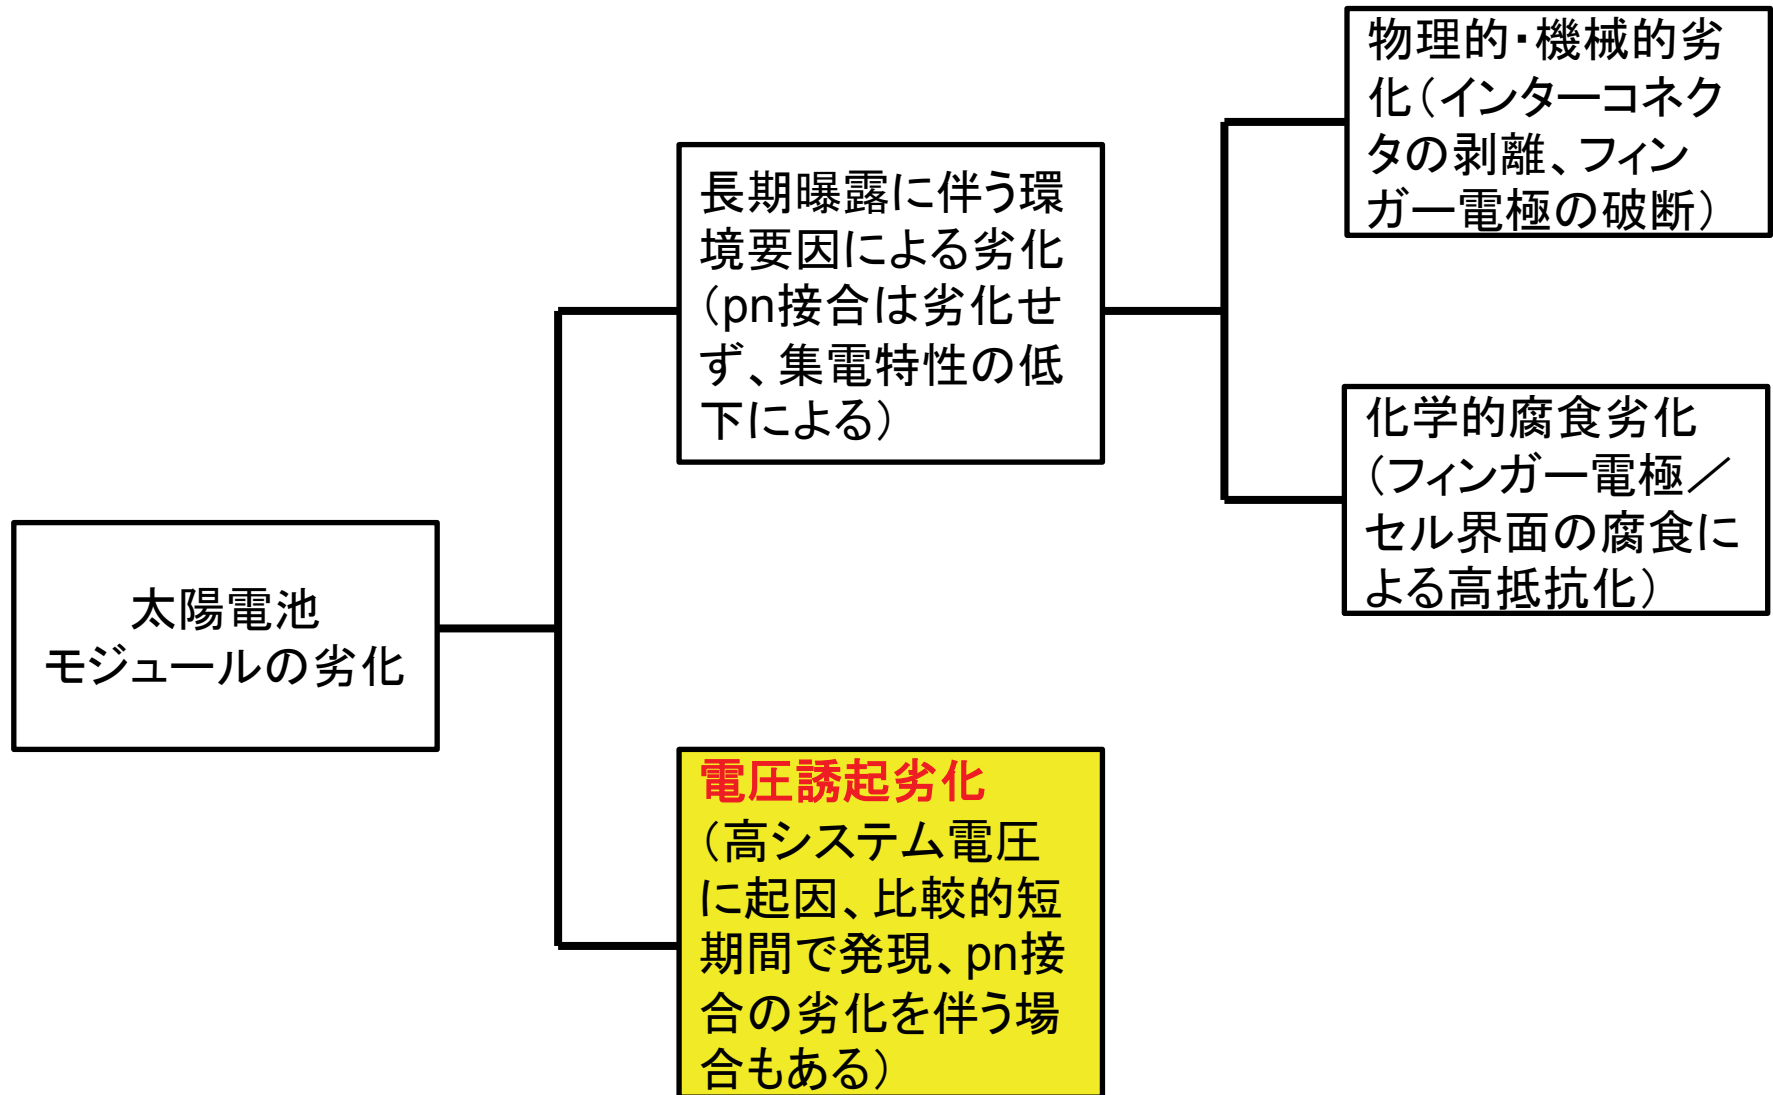 物理的・機械的劣
化（インターコネク
タの剥離、フィン
ガー電極の破断）
長期曝露に伴う環
境要因による劣化
（pn接合は劣化せ
ず、集電特性の低
下による）
化学的腐食劣化
（フィンガー電極／
セル界面の腐食に
よる高抵抗化）
太陽電池
モジュールの劣化
電圧誘起劣化
（高システム電圧
に起因、比較的短
期間で発現、pn接
合の劣化を伴う場
合もある）